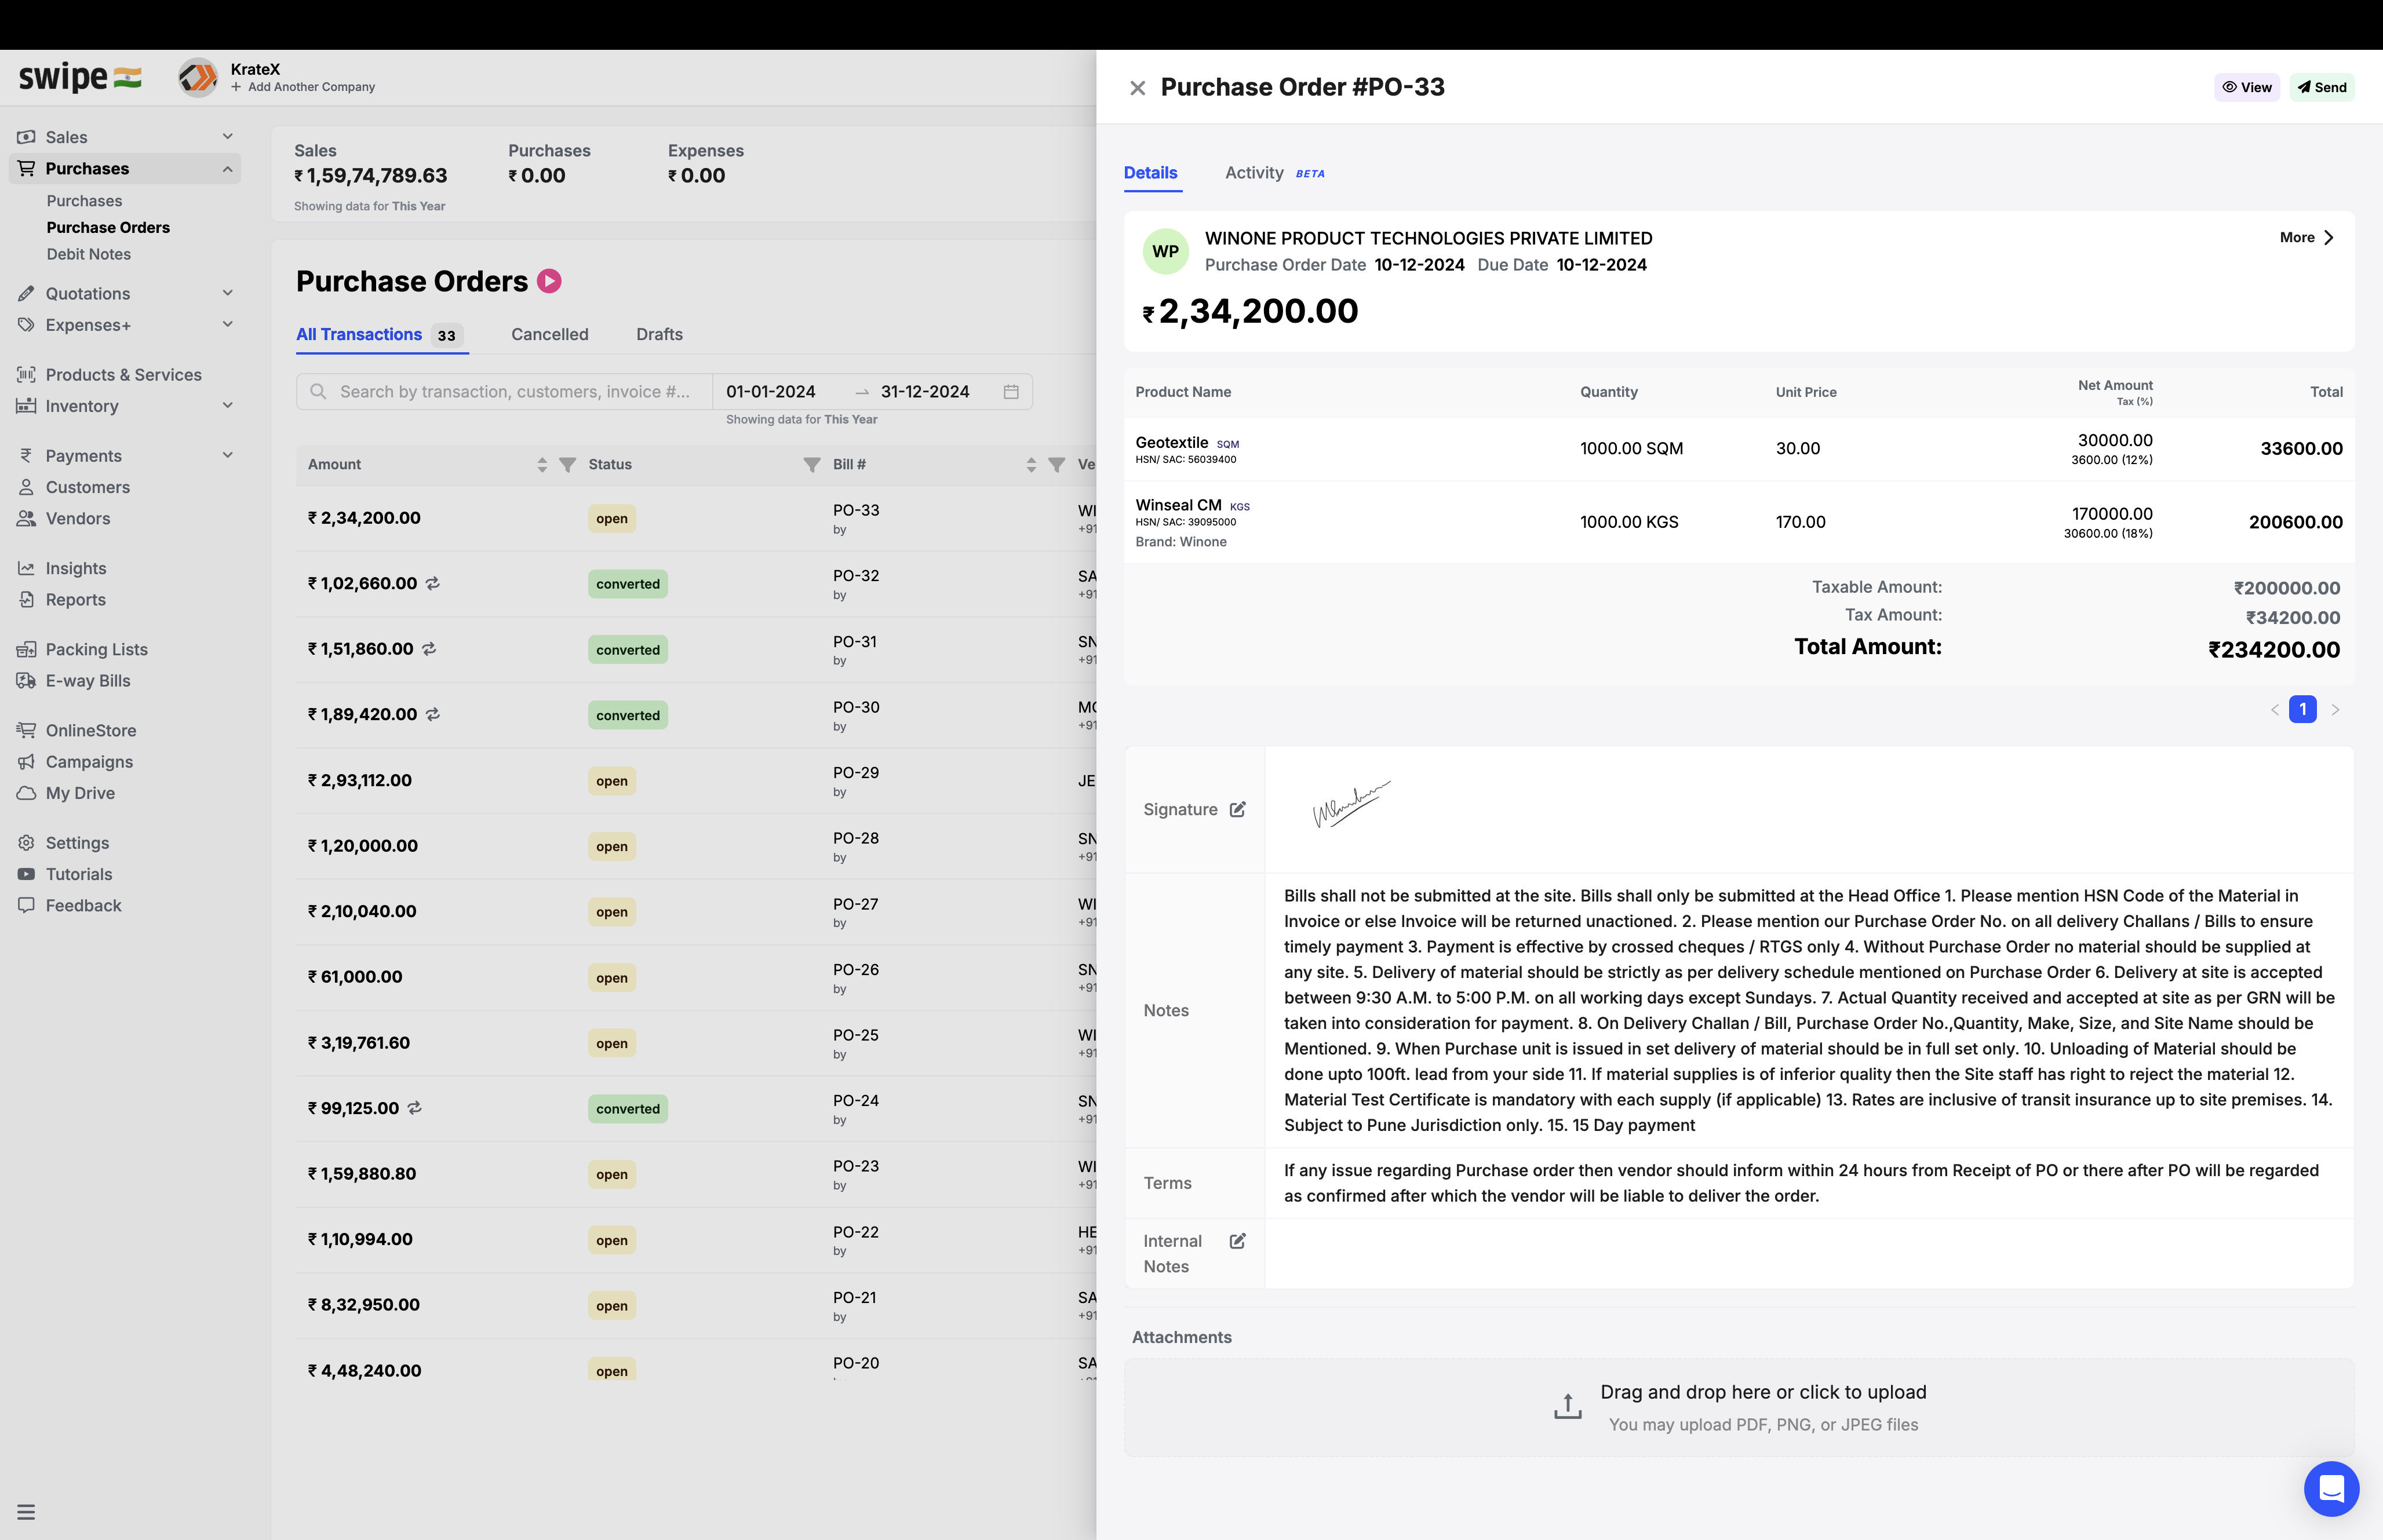 swipe
KrateX
+ Add Another Company
Sales
Purchases
Purchases
Purchase Orders
Debit Notes
Quotations
Expenses+
Products & Services
Inventory
Payments
Customers
Vendors
Insights
Reports
Packing Lists
E-way Bills
OnlineStore
Campaigns
My Drive
Settings
Tutorials
Feedback
Sales Purchases Expenses
₹ 1,59,74,789.63 ₹ 0.00 ₹ 0.00
Showing data for This Year
Purchase Orders
All Transactions 33 Cancelled Drafts
Search by transaction, customers, invoice #... 01-01-2024 → 31-12-2024
Showing data for This Year
Amount Status Bill # Ve
₹ 2,34,200.00 open PO-33 WI
by +91
₹ 1,02,660.00 converted PO-32 SA
by +91
₹ 1,51,860.00 converted PO-31 SN
by +91
₹ 1,89,420.00 converted PO-30 MO
by +91
₹ 2,93,112.00 open PO-29 JE
by
₹ 1,20,000.00 open PO-28 SN
by +91
₹ 2,10,040.00 open PO-27 WI
by +91
₹ 61,000.00 open PO-26 SN
by +91
₹ 3,19,761.60 open PO-25 WI
by +91
₹ 99,125.00 converted PO-24 SN
by +91
₹ 1,59,880.80 open PO-23 WI
by +91
₹ 1,10,994.00 open PO-22 HE
by +91
₹ 8,32,950.00 open PO-21 SA
by +91
₹ 4,48,240.00 open PO-20 SA
Purchase Order #PO-33 View Send
Details Activity BETA
WP
WINONE PRODUCT TECHNOLOGIES PRIVATE LIMITED More
Purchase Order Date 10-12-2024 Due Date 10-12-2024
₹ 2,34,200.00
Product Name Quantity Unit Price Net Amount Total
Tax (%)
Geotextile SQM 1000.00 SQM 30.00 30000.00 33600.00
HSN/ SAC: 56039400 3600.00 (12%)
Winseal CM KGS 1000.00 KGS 170.00 170000.00 200600.00
HSN/ SAC: 39095000 30600.00 (18%)
Brand: Winone
Taxable Amount: ₹200000.00
Tax Amount: ₹34200.00
Total Amount: ₹234200.00
< 1 >
Signature
Notes
Bills shall not be submitted at the site. Bills shall only be submitted at the Head Office 1. Please mention HSN Code of the Material in
Invoice or else Invoice will be returned unactioned. 2. Please mention our Purchase Order No. on all delivery Challans / Bills to ensure
timely payment 3. Payment is effective by crossed cheques / RTGS only 4. Without Purchase Order no material should be supplied at
any site. 5. Delivery of material should be strictly as per delivery schedule mentioned on Purchase Order 6. Delivery at site is accepted
between 9:30 A.M. to 5:00 P.M. on all working days except Sundays. 7. Actual Quantity received and accepted at site as per GRN will be
taken into consideration for payment. 8. On Delivery Challan / Bill, Purchase Order No.,Quantity, Make, Size, and Site Name should be
Mentioned. 9. When Purchase unit is issued in set delivery of material should be in full set only. 10. Unloading of Material should be
done upto 100ft. lead from your side 11. If material supplies is of inferior quality then the Site staff has right to reject the material 12.
Material Test Certificate is mandatory with each supply (if applicable) 13. Rates are inclusive of transit insurance up to site premises. 14.
Subject to Pune Jurisdiction only. 15. 15 Day payment
Terms
If any issue regarding Purchase order then vendor should inform within 24 hours from Receipt of PO or there after PO will be regarded
as confirmed after which the vendor will be liable to deliver the order.
Internal
Notes
Attachments
Drag and drop here or click to upload
You may upload PDF, PNG, or JPEG files